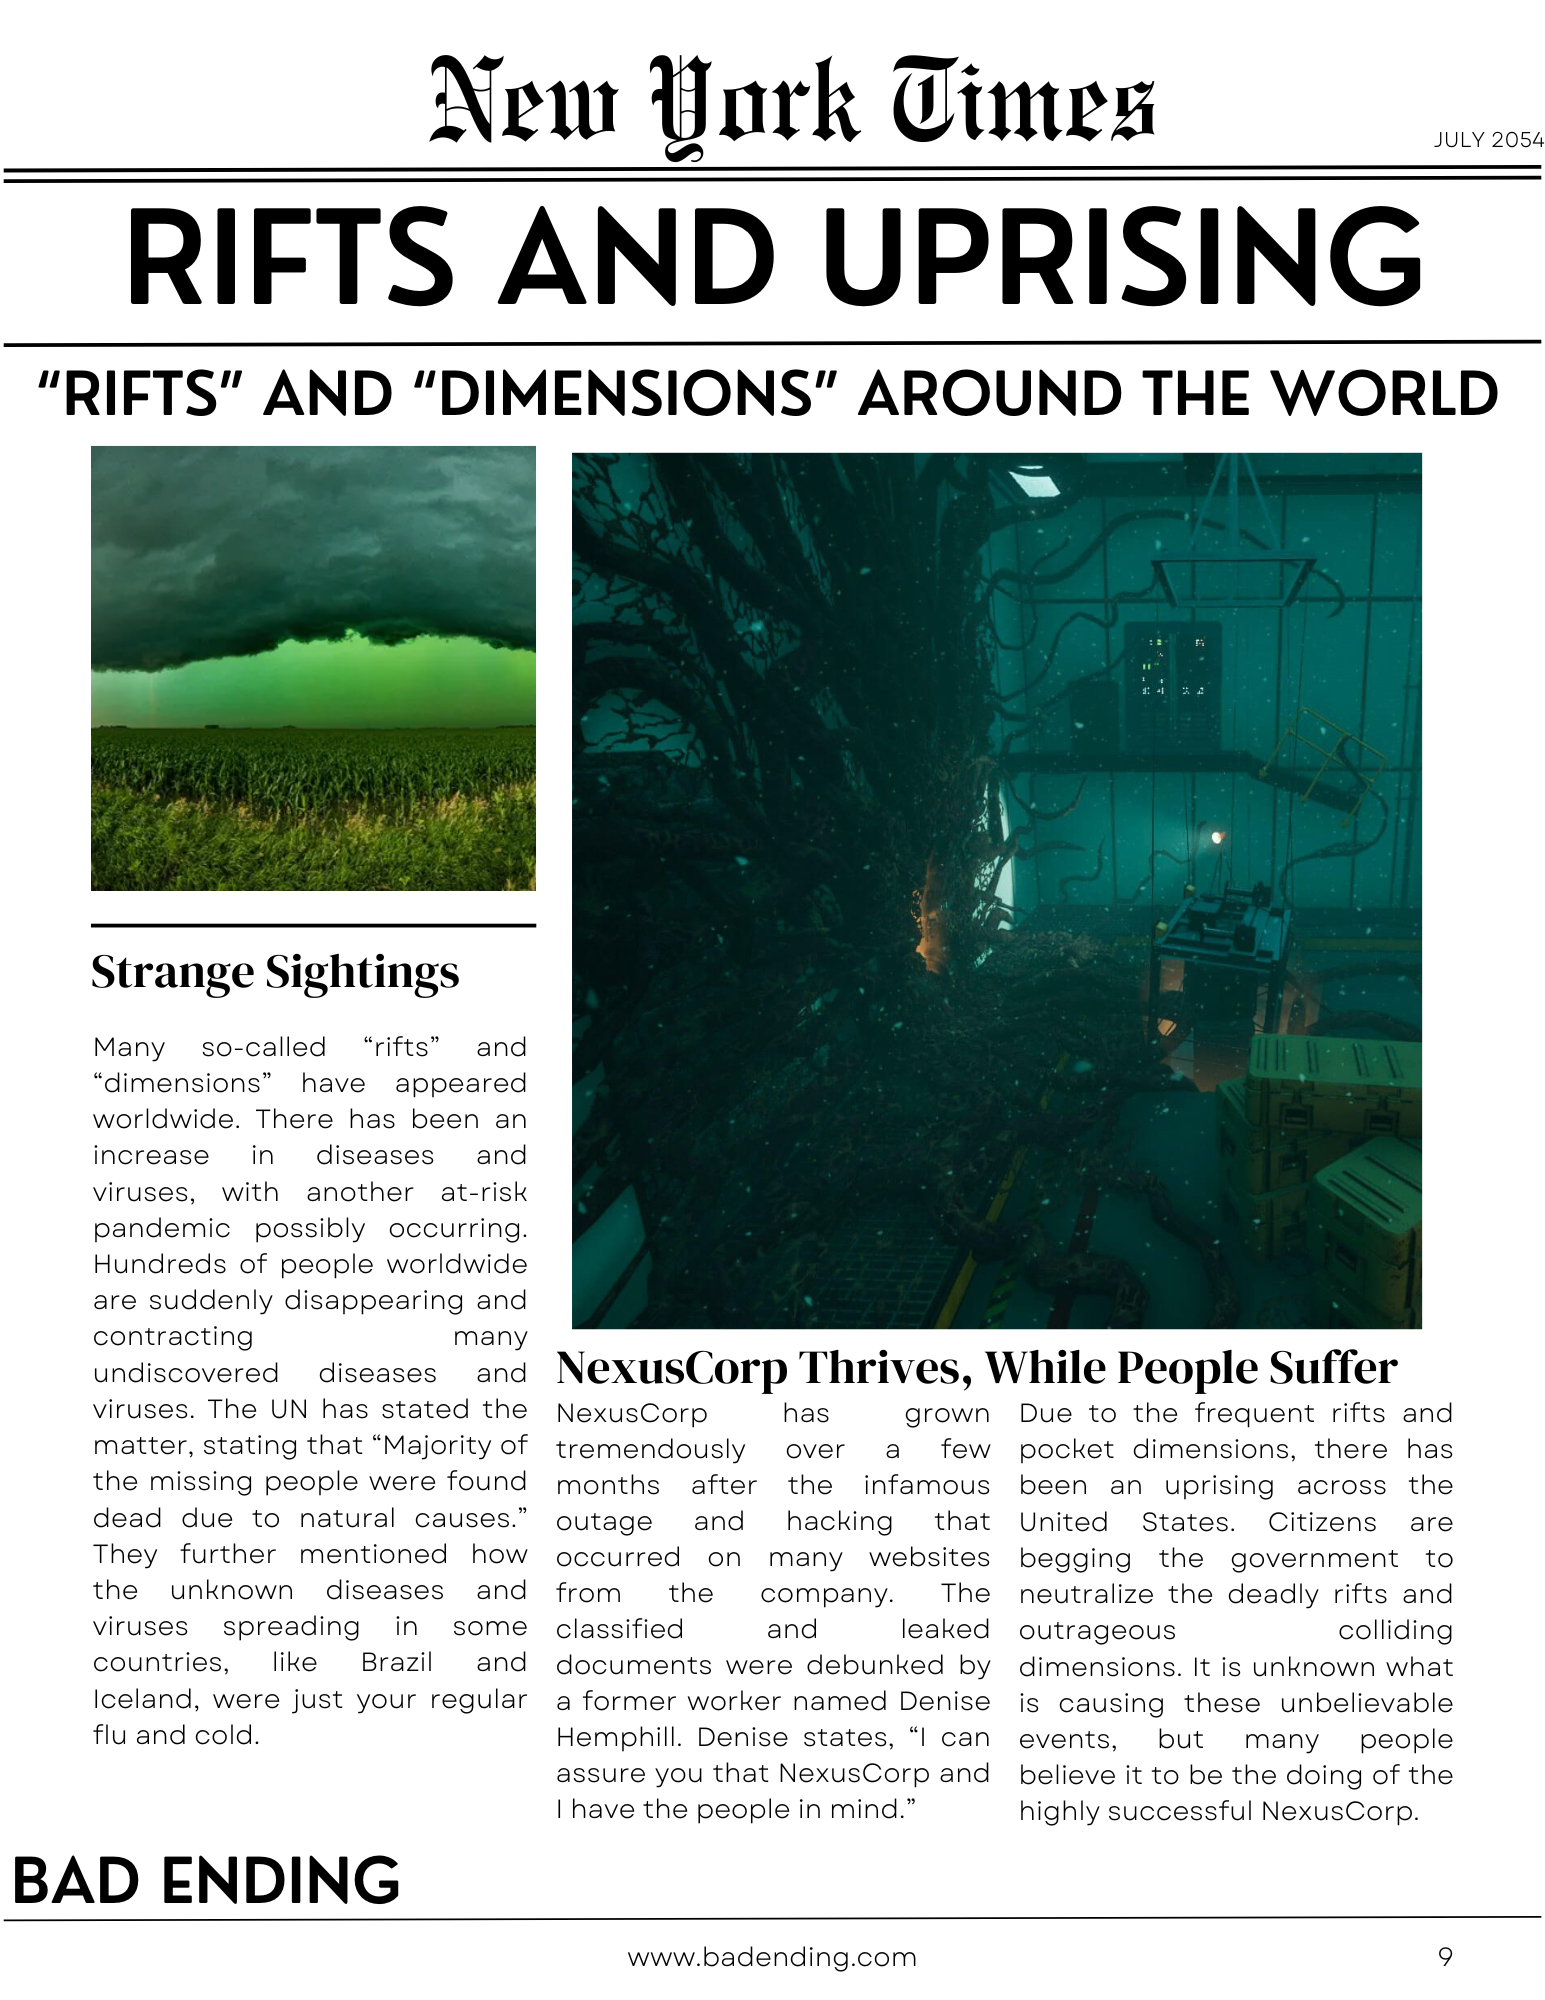 New York Times
JULY 2054
RIFTS AND UPRISING
“RIFTS” AND “DIMENSIONS” AROUND THE WORLD
Strange Sightings
Many so-called “rifts” and
“dimensions” have appeared
worldwide. There has been an
increase in diseases and
viruses, with another at-risk
pandemic possibly occurring.
Hundreds of people worldwide
are suddenly disappearing and
contracting many
undiscovered diseases and
viruses. The UN has stated the
matter, stating that “Majority of
the missing people were found
dead due to natural causes.”
They further mentioned how
the unknown diseases and
viruses spreading in some
countries, like Brazil and
Iceland, were just your regular
flu and cold.
NexusCorp Thrives, While People Suffer
NexusCorp has grown
tremendously over a few
months after the infamous
outage and hacking that
occurred on many websites
from the company. The
classified and leaked
documents were debunked by
a former worker named Denise
Hemphill. Denise states, “I can
assure you that NexusCorp and
I have the people in mind.”
Due to the frequent rifts and
pocket dimensions, there has
been an uprising across the
United States. Citizens are
begging the government to
neutralize the deadly rifts and
outrageous colliding
dimensions. It is unknown what
is causing these unbelievable
events, but many people
believe it to be the doing of the
highly successful NexusCorp.
BAD ENDING
www.badending.com
9